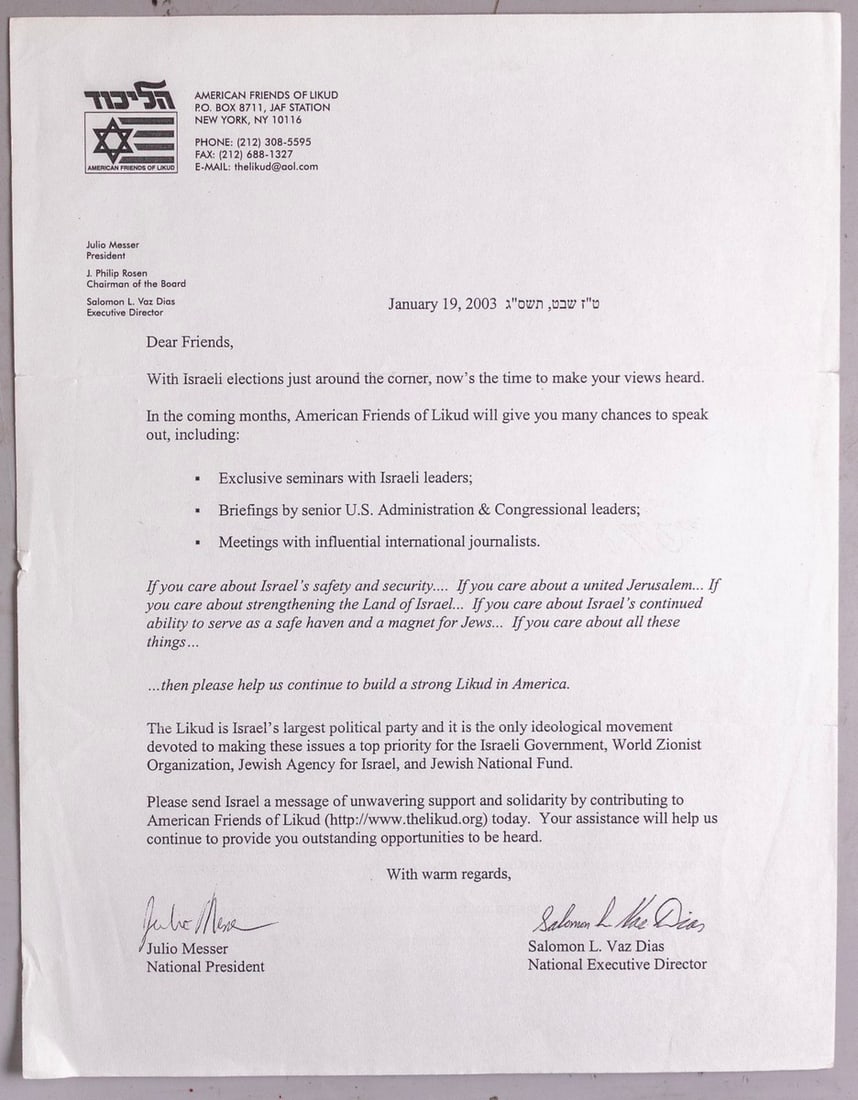 הליכוד
AMERICAN FRIENDS OF LIKUD
AMERICAN FRIENDS OF LIKUD
P.O. BOX 8711, JAF STATION
NEW YORK, NY 10116
PHONE: (212) 308-5595
FAX: (212) 688-1327
E-MAIL: thelikud@aol.com
Julio Messer
President
J. Philip Rosen
Chairman of the Board
Salomon L. Vaz Dias
Executive Director
January 19, 2003 ט"ז שבט, תשס"ג
Dear Friends,
With Israeli elections just around the corner, now's the time to make your views heard.
In the coming months, American Friends of Likud will give you many chances to speak
out, including:
▪ Exclusive seminars with Israeli leaders;
▪ Briefings by senior U.S. Administration & Congressional leaders;
▪ Meetings with influential international journalists.
If you care about Israel's safety and security.... If you care about a united Jerusalem... If
you care about strengthening the Land of Israel... If you care about Israel's continued
ability to serve as a safe haven and a magnet for Jews... If you care about all these
things...
...then please help us continue to build a strong Likud in America.
The Likud is Israel's largest political party and it is the only ideological movement
devoted to making these issues a top priority for the Israeli Government, World Zionist
Organization, Jewish Agency for Israel, and Jewish National Fund.
Please send Israel a message of unwavering support and solidarity by contributing to
American Friends of Likud (http://www.thelikud.org) today. Your assistance will help us
continue to provide you outstanding opportunities to be heard.
With warm regards,
Julio Messer
Salomon L. Vaz Dias
Julio Messer
National President
Salomon L. Vaz Dias
National Executive Director